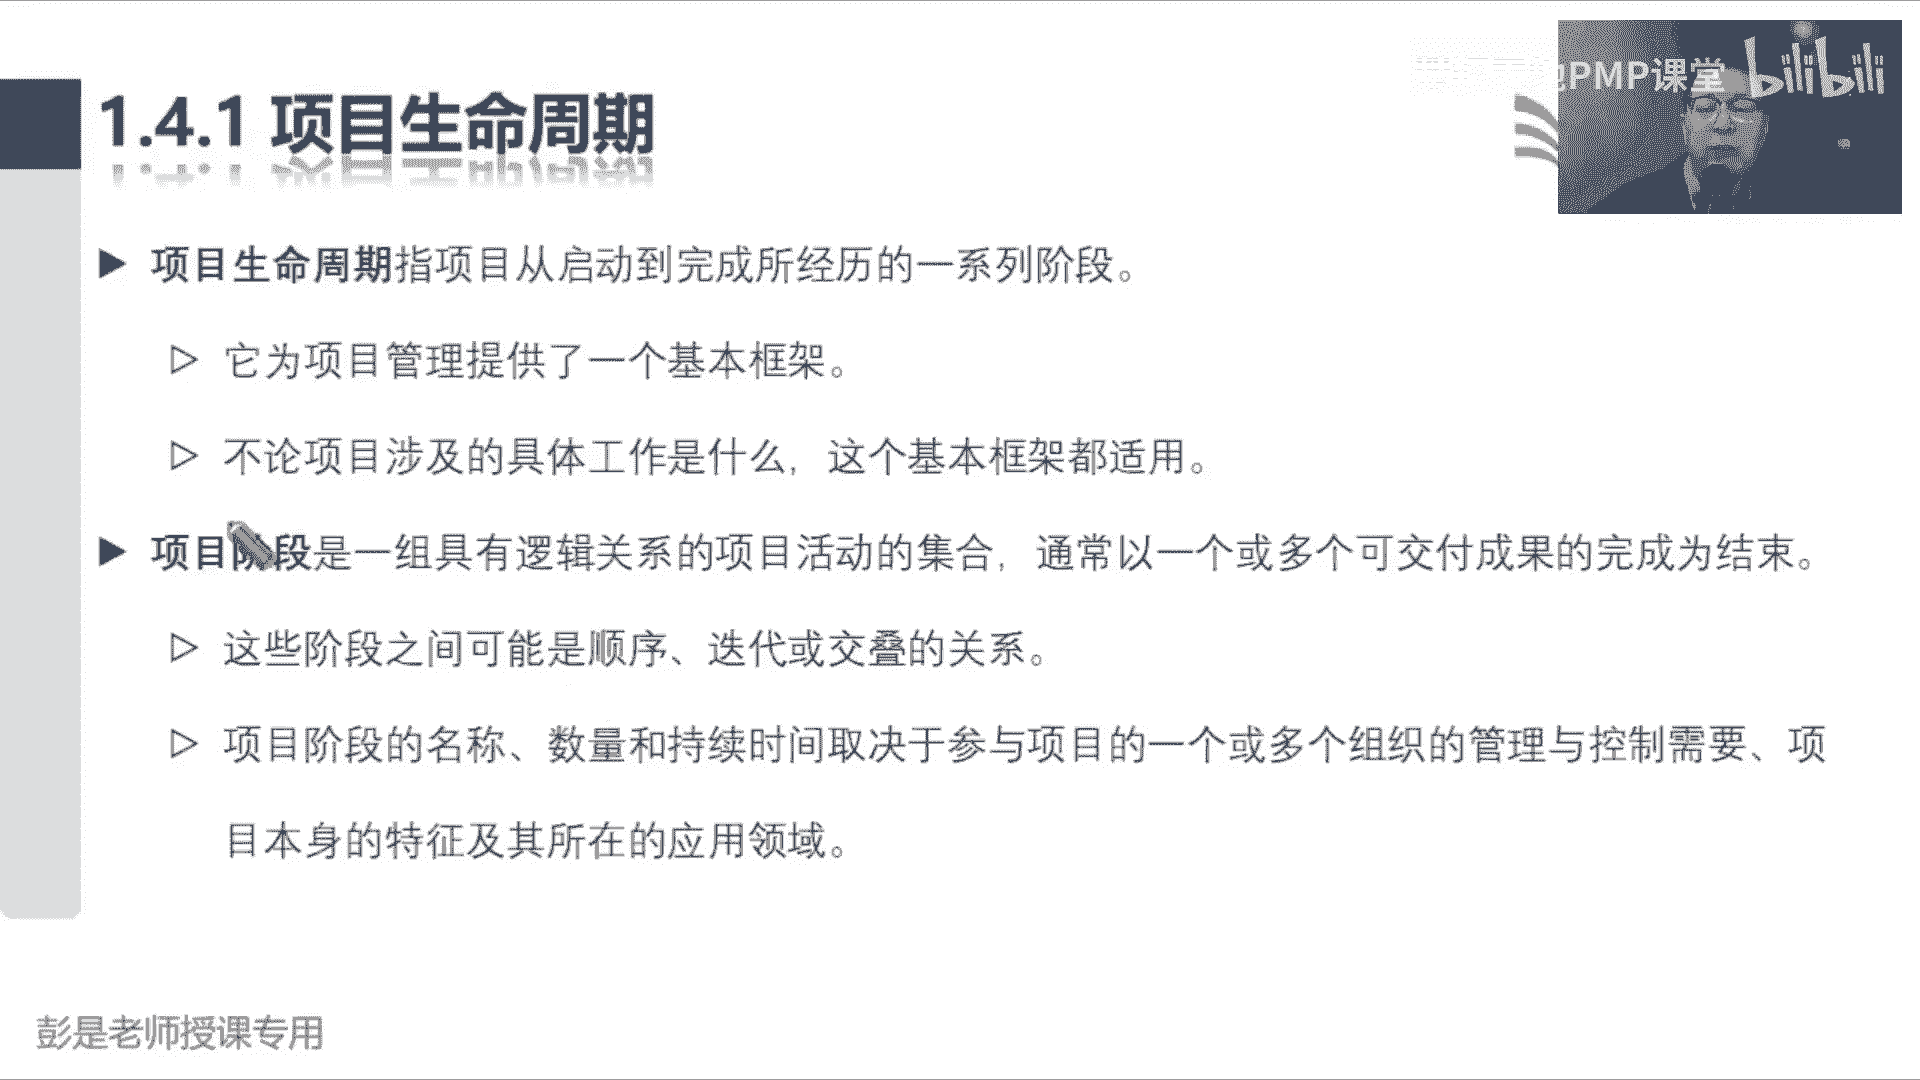 PMP课堂 bilibili
1.4.1 项目生命周期
项目生命周期指项目从启动到完成所经历的一系列阶段。
它为项目管理提供了一个基本框架。
不论项目涉及的具体工作是什么，这个基本框架都适用。
项目阶段是一组具有逻辑关系的项目活动的集合，通常以一个或多个可交付成果的完成为结束。
这些阶段之间可能是顺序、迭代或交叠的关系。
项目阶段的名称、数量和持续时间取决于参与项目的一个或多个组织的管理与控制需要、项
目本身的特征及其所在的应用领域。
彭是老师授课专用